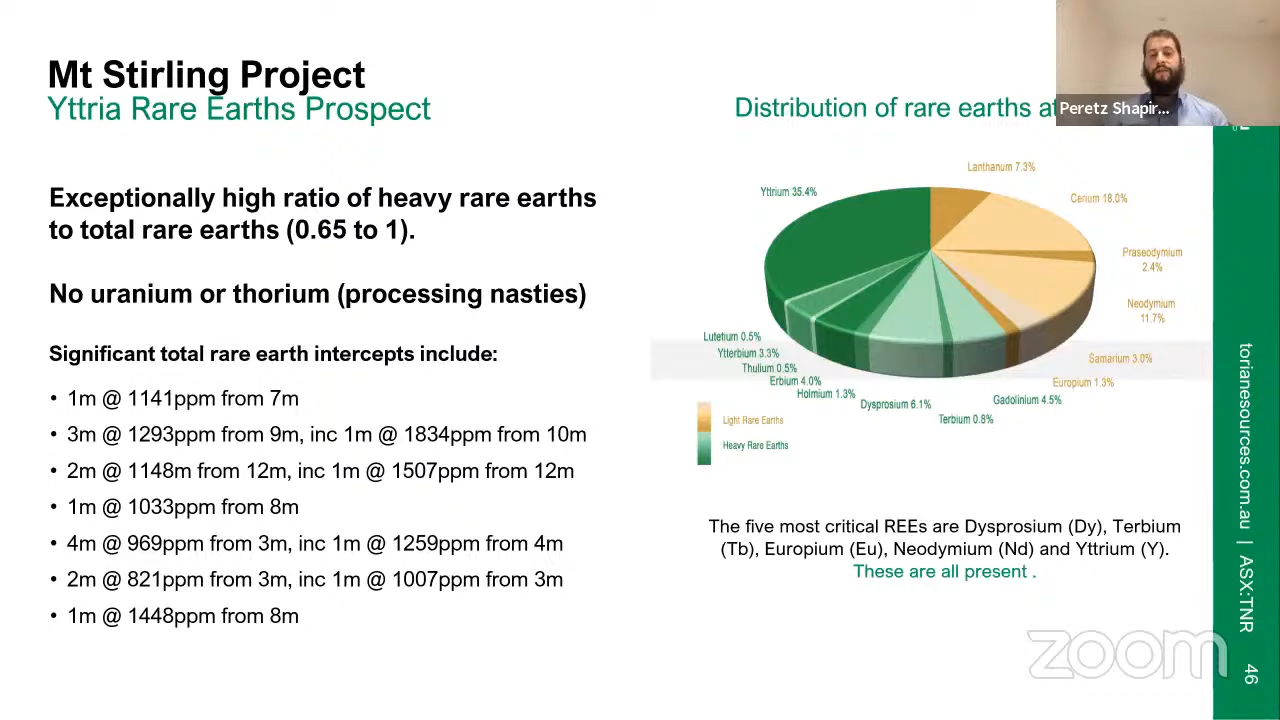 Mt Stirling Project
Yttria Rare Earths Prospect
Exceptionally high ratio of heavy rare earths
to total rare earths (0.65 to 1).
No uranium or thorium (processing nasties)
Significant total rare earth intercepts include:
• 1m @ 1141ppm from 7m
• 3m @ 1293ppm from 9m, inc 1m @ 1834ppm from 10m
• 2m @ 1148m from 12m, inc 1m @ 1507ppm from 12m
• 1m @ 1033ppm from 8m
• 4m @ 969ppm from 3m, inc 1m @ 1259ppm from 4m
• 2m @ 821ppm from 3m, inc 1m @ 1007ppm from 3m
• 1m @ 1448ppm from 8m
Distribution of rare earths at
Peretz Shapir...
Lanthanum 7.3%
Yttrium 35.4%
Cerium 18.0%
Praseodymium
2.4%
Neodymium
11.7%
Samarium 3.0%
Europium 1.3%
Gadolinium 4.5%
Terbium 0.8%
Dysprosium 6.1%
Holmium 1.3%
Erbium 4.0%
Thulium 0.5%
Ytterbium 3.3%
Lutetium 0.5%
Light Rare Earths
Heavy Rare Earths
The five most critical REEs are Dysprosium (Dy), Terbium
(Tb), Europium (Eu), Neodymium (Nd) and Yttrium (Y).
These are all present .
torianesources.com.au | ASX:TNR
46
zoom